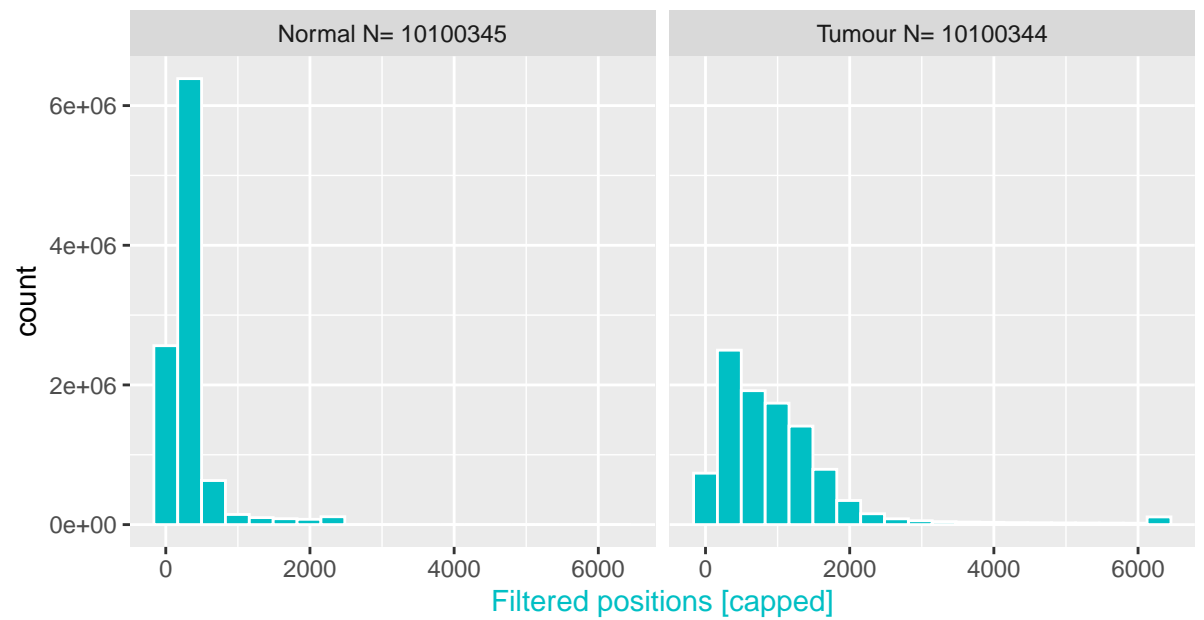 Normal N= 10100345
Tumour N= 10100344
6e+06
4e+06
2e+06
0e+00
count
0 2000 4000 6000
0 2000 4000 6000
Filtered positions [capped]